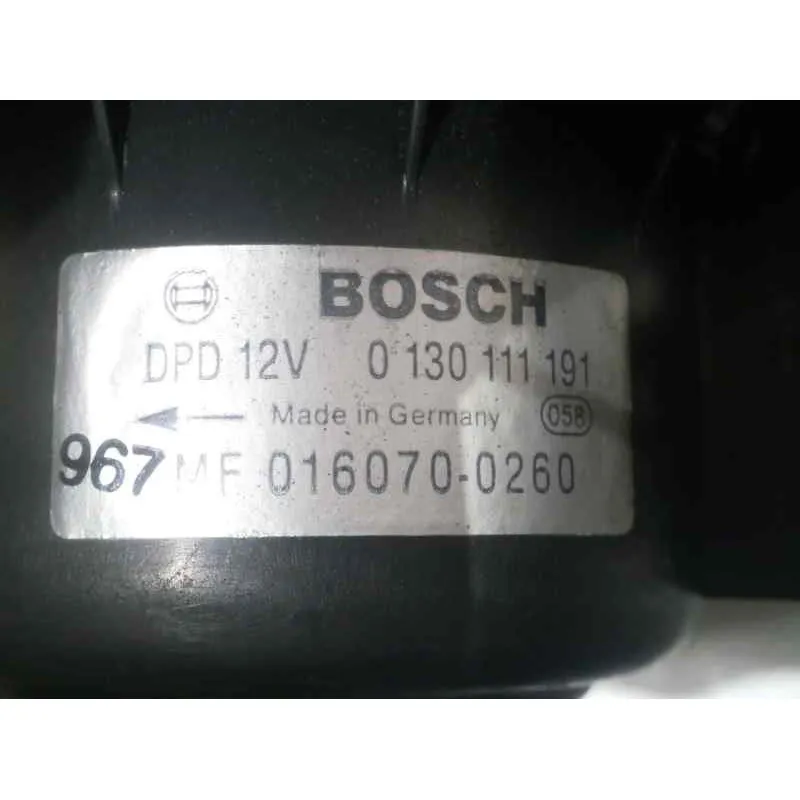 BOSCH
DPD 12V 0 130 111 191
Made in Germany 058
967 MF 016070-0260